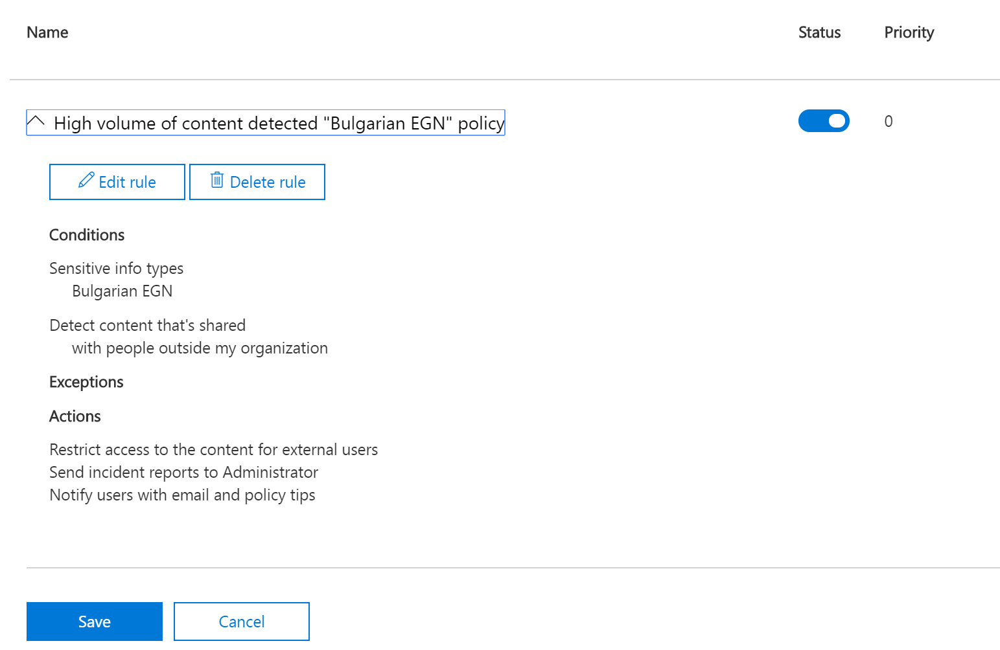 Name Status Priority
High volume of content detected "Bulgarian EGN" policy 0
Edit rule Delete rule
Conditions
Sensitive info types
Bulgarian EGN
Detect content that's shared
with people outside my organization
Exceptions
Actions
Restrict access to the content for external users
Send incident reports to Administrator
Notify users with email and policy tips
Save Cancel